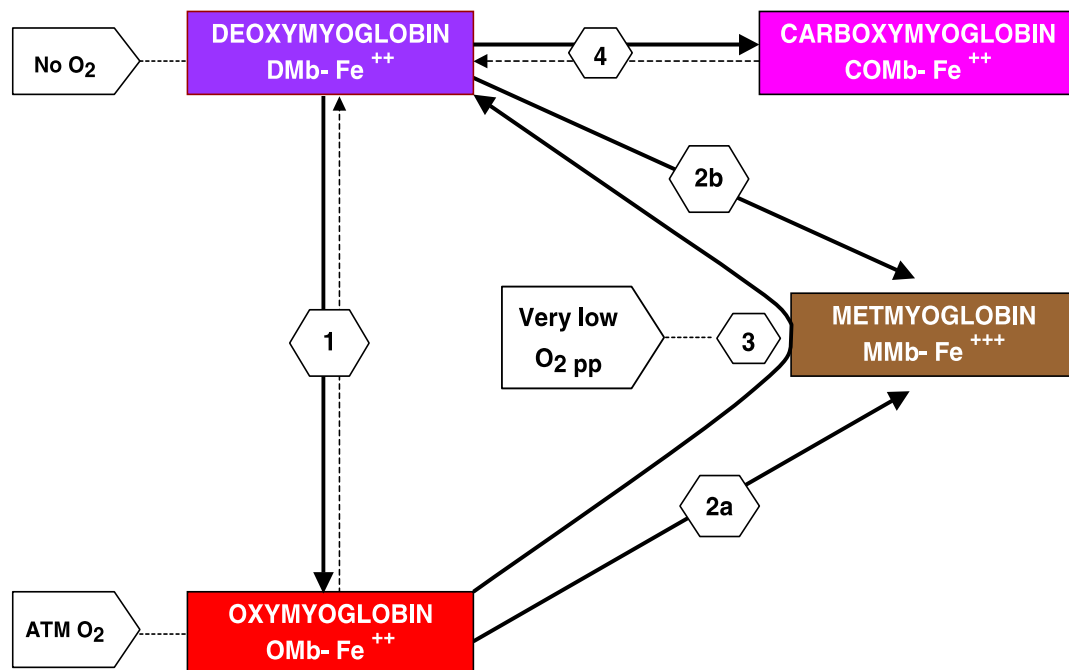 No O2
DEOXYMYOGLOBIN
DMb- Fe ++
4
CARBOXYMYOGLOBIN
COMb- Fe ++
2b
1
Very low
O2 pp
3
METMYOGLOBIN
MMb- Fe +++
2a
ATM O2
OXYMYOGLOBIN
OMb- Fe ++